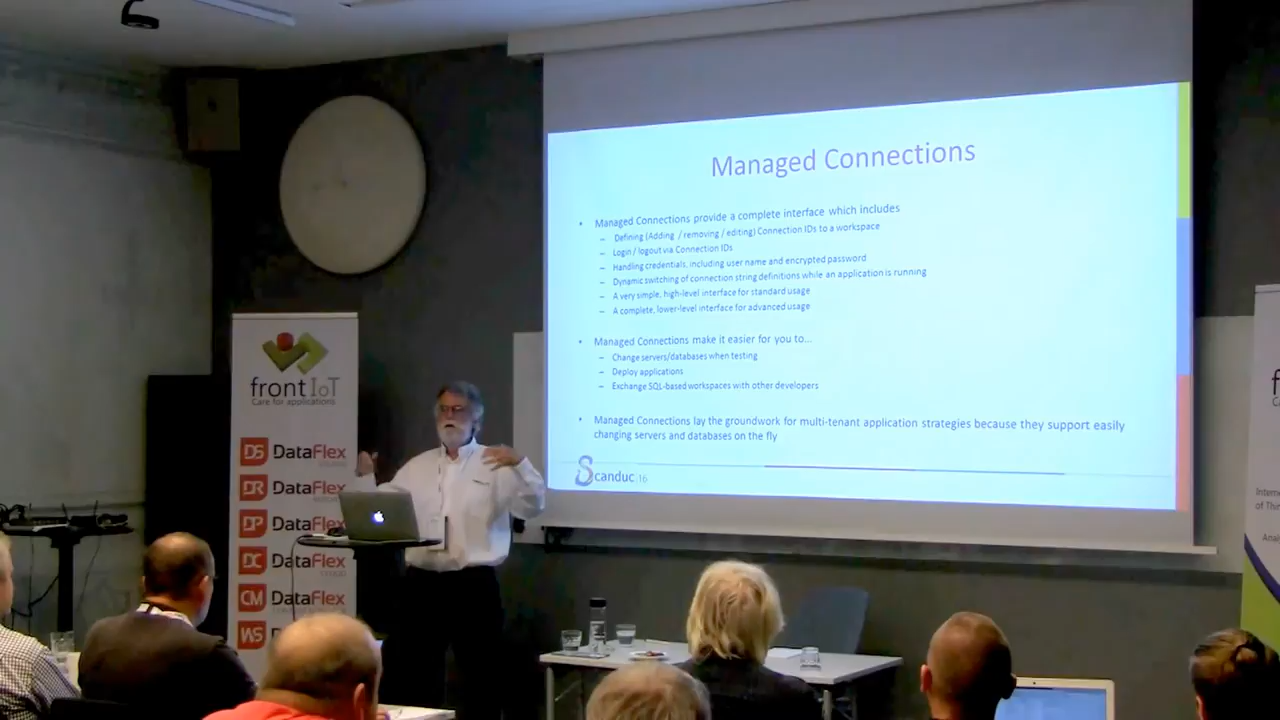 Managed Connections
• Managed Connections provide a complete interface which includes
– Defining (Adding / removing / editing) Connection IDs to a workspace
– Login / logout via Connection IDs
– Handling credentials, including user name and encrypted password
– Dynamic switching of connection string definitions while an application is running
– A very simple, high-level interface for standard usage
– A complete, lower-level interface for advanced usage
• Managed Connections make it easier for you to...
– Change servers/databases when testing
– Deploy applications
– Exchange SQL-based workspaces with other developers
• Managed Connections lay the groundwork for multi-tenant application strategies because they support easily
changing servers and databases on the fly
Scanduc.16
frontIoT
Care for applications
DS DataFlex
DR DataFlex
DP DataFlex
DC DataFlex
CM DataFlex
WS
of